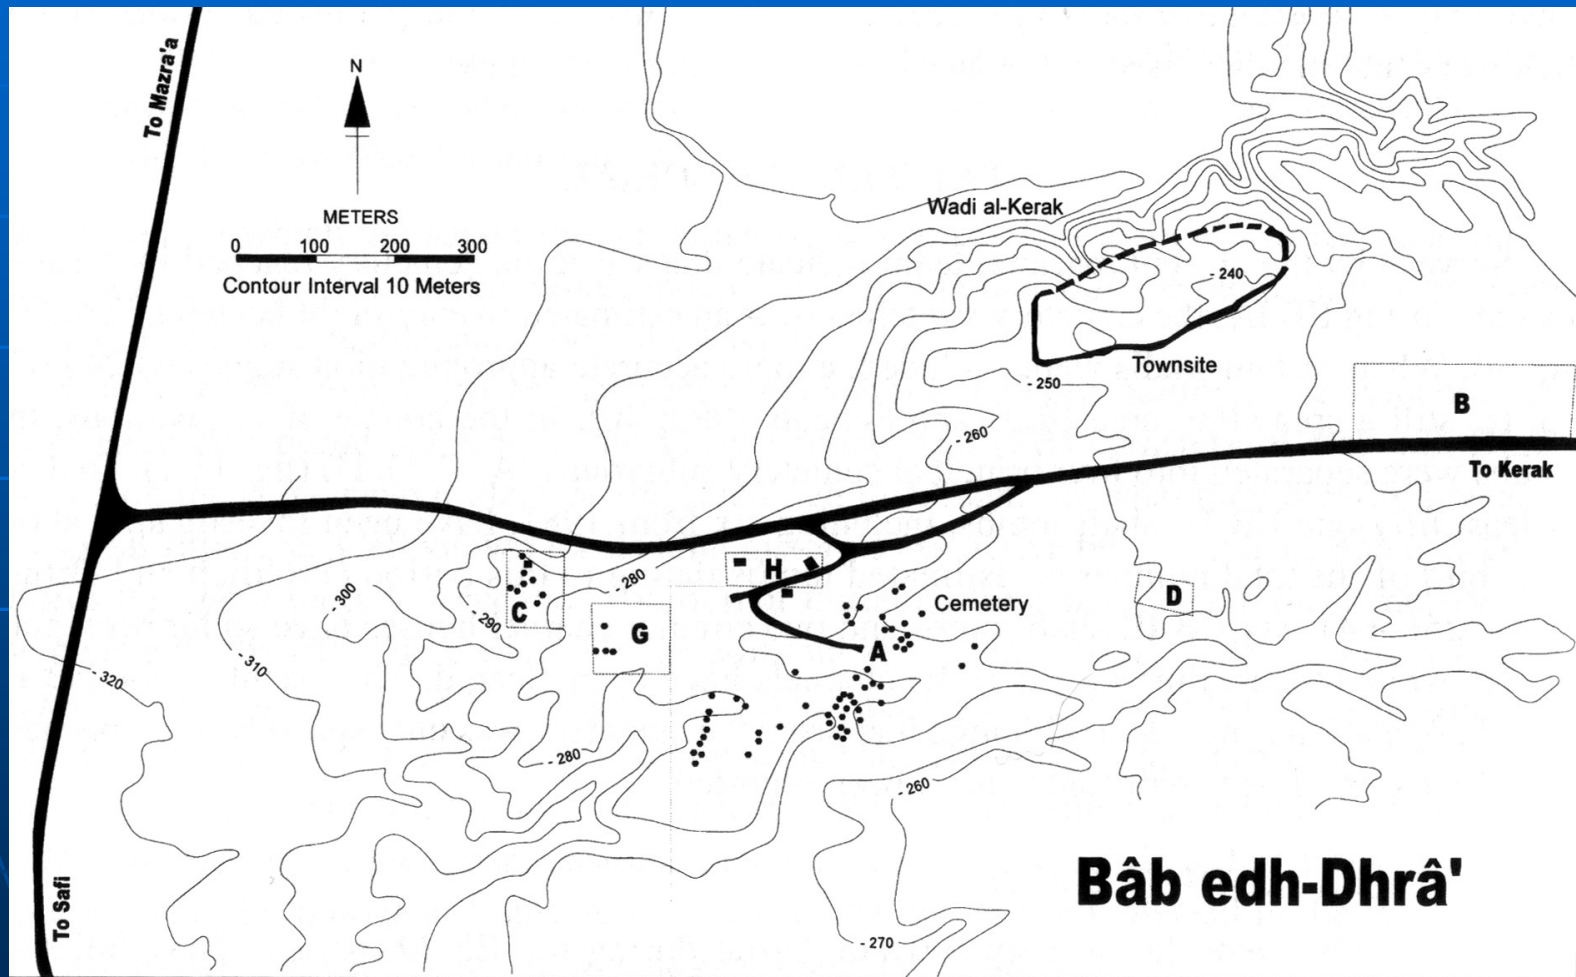 To Mazra'a
N
METERS
0 100 200 300
Contour Interval 10 Meters
Wadi al-Kerak
- 240
Townsite
- 250
B
- 260
To Kerak
H
- 280
- 300
C
- 290
G
Cemetery
D
A
- 310
- 320
- 280
- 260
Bâb edh-Dhrâ'
To Safi
- 270